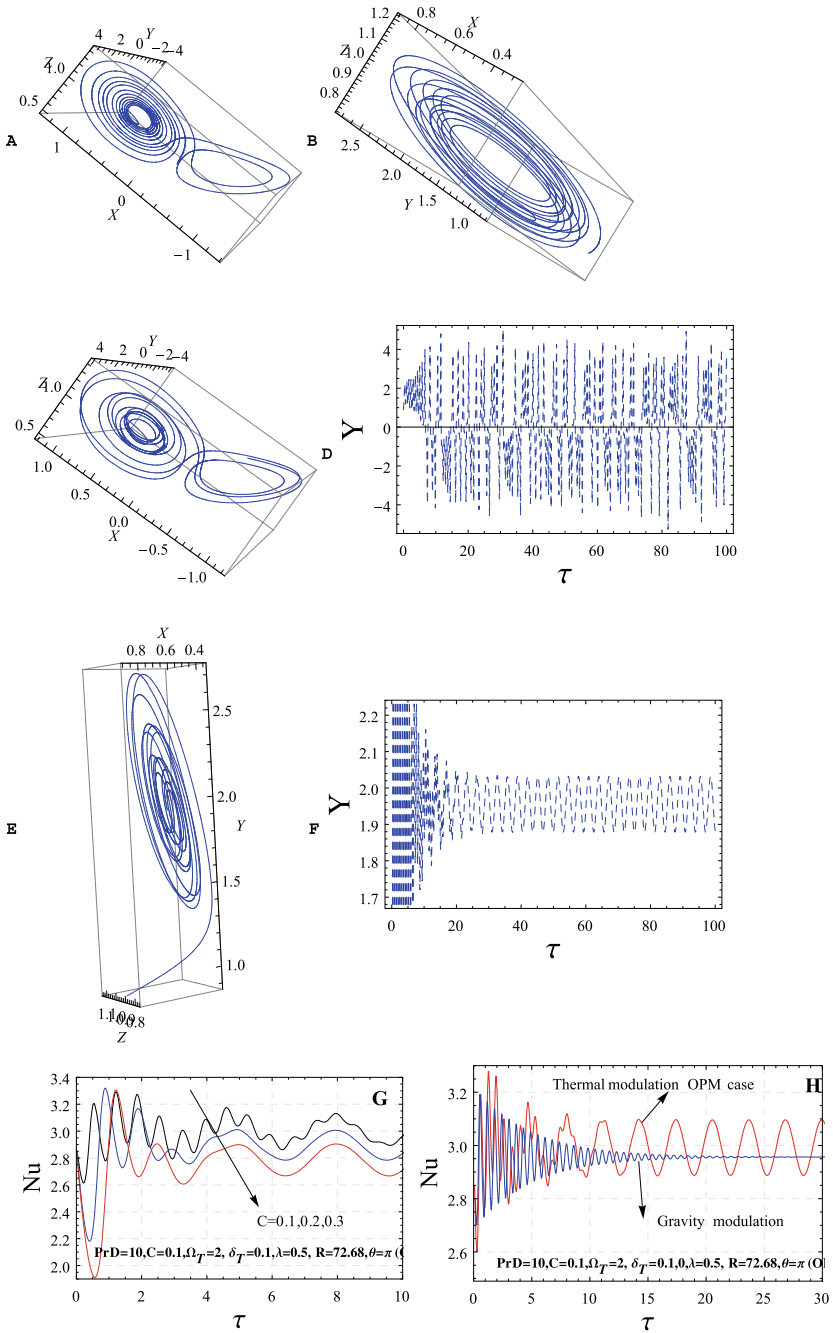 4 2 0 Y -2 -4
Z 1.0
0.5
1
0
X
-1
A
1.2 0.8 X
1.1 0.6
Z 1.0 0.4
0.9
0.8
2.5
2.0
Y 1.5
1.0
B
4 2 0 Y -2 -4
Z 1.0
0.5
1.0
0.5
0.0
X
-0.5
-1.0
D
Y
4
2
0
-2
-4
0 20 40 60 80 100
τ
X
0.8 0.6 0.4
2.5
2.0
Y
1.5
1.0
E
1.1 1.0 0.9 0.8
Z
F
Y
2.2
2.1
2.0
1.9
1.8
1.7
0 20 40 60 80 100
τ
G
Nu
3.4
3.2
3.0
2.8
2.6
2.4
2.2
2.0
C=0.1,0.2,0.3
PrD=10,C=0.1,Ω_T=2, δ_T=0.1,λ=0.5, R=72.68,θ=π (
0 2 4 6 8 10
τ
H
Nu
3.2
3.0
2.8
2.6
Thermal modulation OPM case
Gravity modulation
PrD=10,C=0.1,Ω_T=2, δ_T=0.1,0,λ=0.5, R=72.68,θ=π (O
0 5 10 15 20 25 30
τ